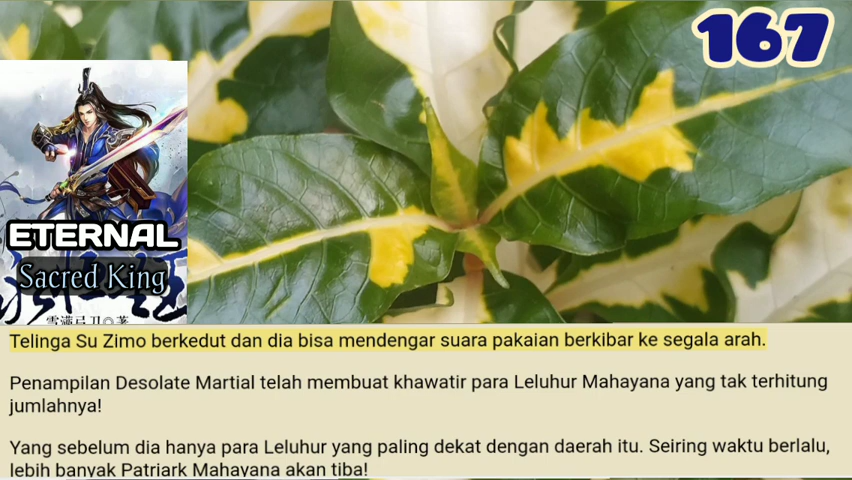 167
ETERNAL
Sacred King
Telinga Su Zimo berkedut dan dia bisa mendengar suara pakaian berkibar ke segala arah.
Penampilan Desolate Martial telah membuat khawatir para Leluhur Mahayana yang tak terhitung
jumlahnya!
Yang sebelum dia hanya para Leluhur yang paling dekat dengan daerah itu. Seiring waktu berlalu,
lebih banyak Patriark Mahayana akan tiba!